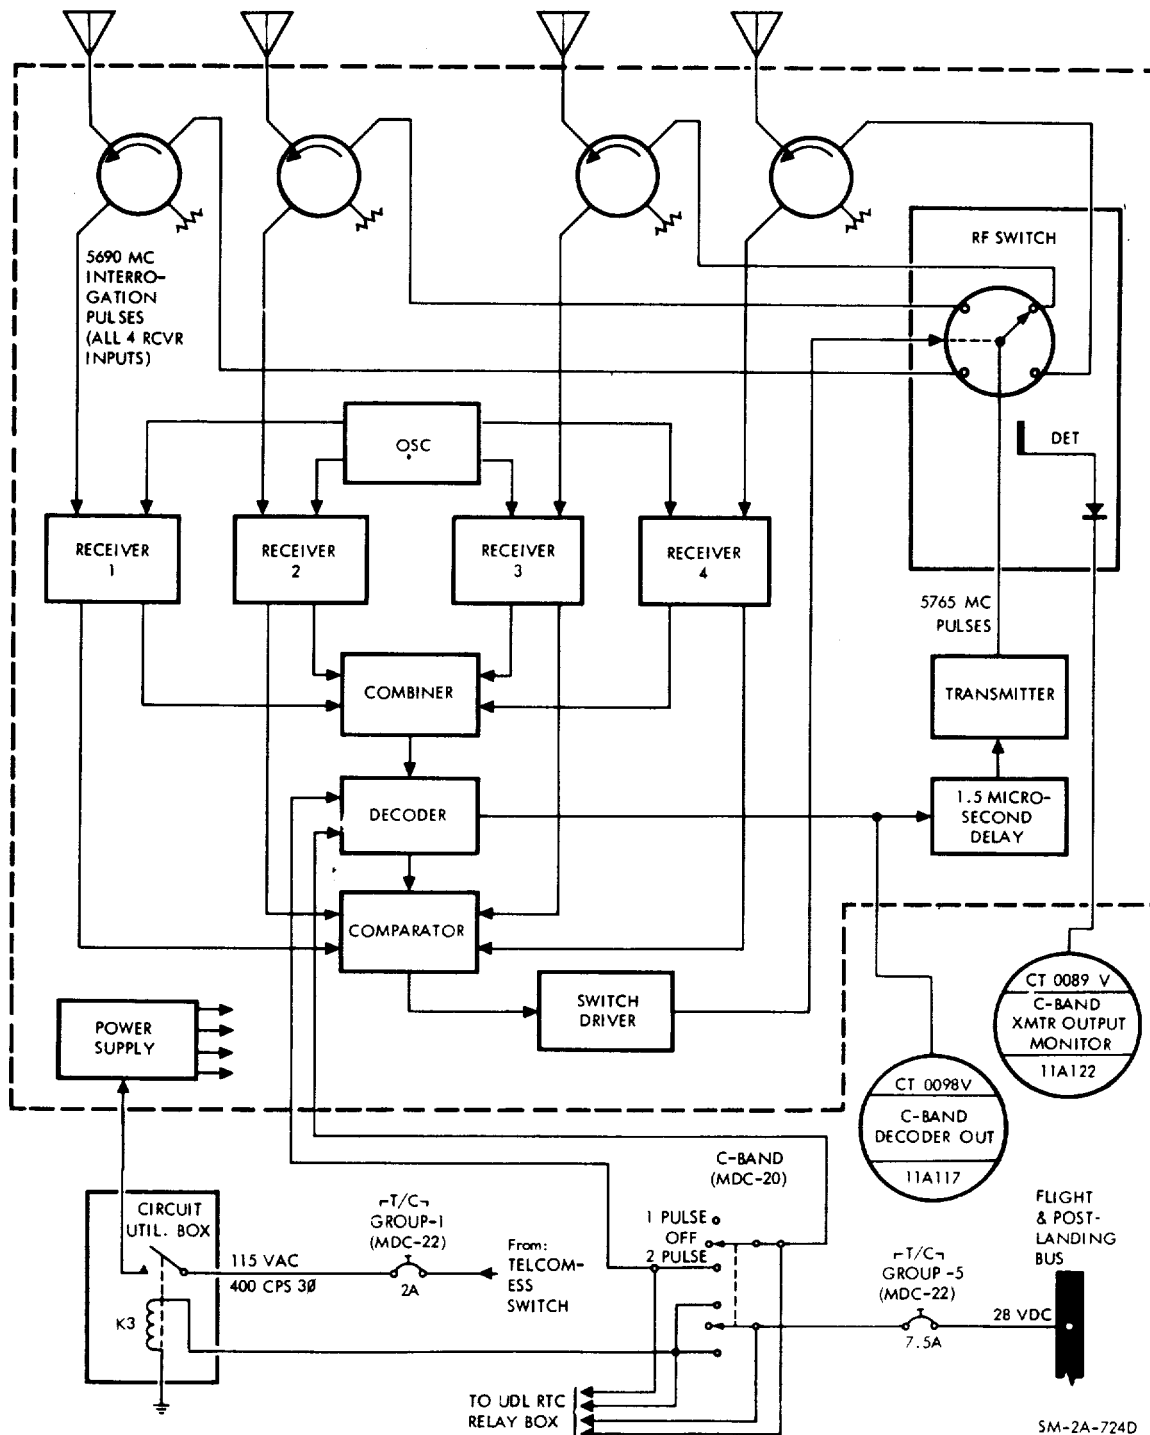 5690 MC
INTERRO-
GATION
PULSES
(ALL 4 RCVR
INPUTS)
RF SWITCH
OSC
DET
RECEIVER
1
RECEIVER
2
RECEIVER
3
RECEIVER
4
5765 MC
PULSES
COMBINER
TRANSMITTER
DECODER
1.5 MICRO-
SECOND
DELAY
COMPARATOR
SWITCH
DRIVER
POWER
SUPPLY
CT 0089 V
C-BAND
XMTR OUTPUT
MONITOR
11A122
CT 0098V
C-BAND
DECODER OUT
11A117
C-BAND
(MDC-20)
1 PULSE
OFF
2 PULSE
CIRCUIT
UTIL. BOX
K3
115 VAC
400 CPS 3Ø
T/C
GROUP-1
(MDC-22)
2A
From:
TELCOM-
ESS
SWITCH
T/C
GROUP -5
(MDC-22)
7.5A
28 VDC
FLIGHT
& POST-
LANDING
BUS
TO UDL RTC
RELAY BOX
SM-2A-724D